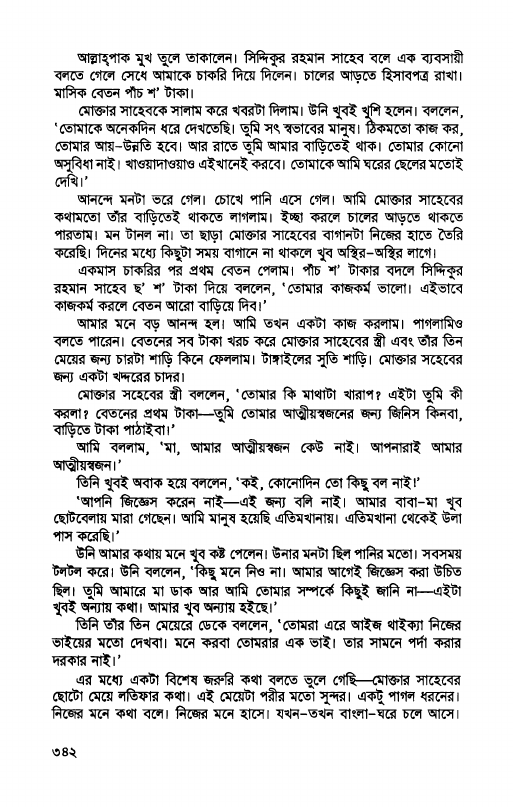 আল্লাহ্‌পাক মুখ তুলে তাকালেন। সিদ্দিকুর রহমান সাহেব বলে এক ব্যবসায়ী
বলতে গেলে সেধে আমাকে চাকরি দিয়ে দিলেন। চালের আড়তে হিসাবপত্র রাখা।
মাসিক বেতন পাঁচ শ' টাকা।
মোক্তার সাহেবকে সালাম করে খবরটা দিলাম। উনি খুবই খুশি হলেন। বললেন,
'তোমাকে অনেকদিন ধরে দেখতেছি। তুমি সৎ স্বভাবের মানুষ। ঠিকমতো কাজ কর,
তোমার আয়-উন্নতি হবে। আর রাতে তুমি আমার বাড়িতেই থাক। তোমার কোনো
অসুবিধা নাই। খাওয়াদাওয়াও এইখানেই করবে। তোমাকে আমি ঘরের ছেলের মতোই
দেখি।'
আনন্দে মনটা ভরে গেল। চোখে পানি এসে গেল। আমি মোক্তার সাহেবের
কথামতো তাঁর বাড়িতেই থাকতে লাগলাম। ইচ্ছা করলে চালের আড়তে থাকতে
পারতাম। মন টানল না। তা ছাড়া মোক্তার সাহেবের বাগানটা নিজের হাতে তৈরি
করেছি। দিনের মধ্যে কিছুটা সময় বাগানে না থাকলে খুব অস্থির-অস্থির লাগে।
একমাস চাকরির পর প্রথম বেতন পেলাম। পাঁচ শ' টাকার বদলে সিদ্দিকুর
রহমান সাহেব ছ' শ' টাকা দিয়ে বললেন, 'তোমার কাজকর্ম ভালো। এইভাবে
কাজকর্ম করলে বেতন আরো বাড়িয়ে দিব।'
আমার মনে বড় আনন্দ হল। আমি তখন একটা কাজ করলাম। পাগলামিও
বলতে পারেন। বেতনের সব টাকা খরচ করে মোক্তার সাহেবের স্ত্রী এবং তাঁর তিন
মেয়ের জন্য চারটা শাড়ি কিনে ফেললাম। টাঙ্গাইলের সুতি শাড়ি। মোক্তার সহেবের
জন্য একটা খদ্দরের চাদর।
মোক্তার সহেবের স্ত্রী বললেন, 'তোমার কি মাথাটা খারাপ? এইটা তুমি কী
করলা? বেতনের প্রথম টাকা—তুমি তোমার আত্মীয়স্বজনের জন্য জিনিস কিনবা,
বাড়িতে টাকা পাঠাইবা।'
আমি বললাম, 'মা, আমার আত্মীয়স্বজন কেউ নাই। আপনারাই আমার
আত্মীয়স্বজন।'
তিনি খুবই অবাক হয়ে বললেন, 'কই, কোনোদিন তো কিছু বল নাই!'
'আপনি জিজ্ঞেস করেন নাই—এই জন্য বলি নাই। আমার বাবা-মা খুব
ছোটবেলায় মারা গেছেন। আমি মানুষ হয়েছি এতিমখানায়। এতিমখানা থেকেই উলা
পাস করেছি।'
উনি আমার কথায় মনে খুব কষ্ট পেলেন। উনার মনটা ছিল পানির মতো। সবসময়
টলটল করে। উনি বললেন, 'কিছু মনে নিও না। আমার আগেই জিজ্ঞেস করা উচিত
ছিল। তুমি আমারে মা ডাক আর আমি তোমার সম্পর্কে কিছুই জানি না—এইটা
খুবই অন্যায় কথা। আমার খুব অন্যায় হইছে।'
তিনি তাঁর তিন মেয়েরে ডেকে বললেন, 'তোমরা এরে আইজ থাইক্যা নিজের
ভাইয়ের মতো দেখবা। মনে করবা তোমরার এক ভাই। তার সামনে পর্দা করার
দরকার নাই।'
এর মধ্যে একটা বিশেষ জরুরি কথা বলতে ভুলে গেছি—মোক্তার সাহেবের
ছোটো মেয়ে লতিফার কথা। এই মেয়েটা পরীর মতো সুন্দর। একটু পাগল ধরনের।
নিজের মনে কথা বলে। নিজের মনে হাসে। যখন-তখন বাংলা-ঘরে চলে আসে।
৩৪২